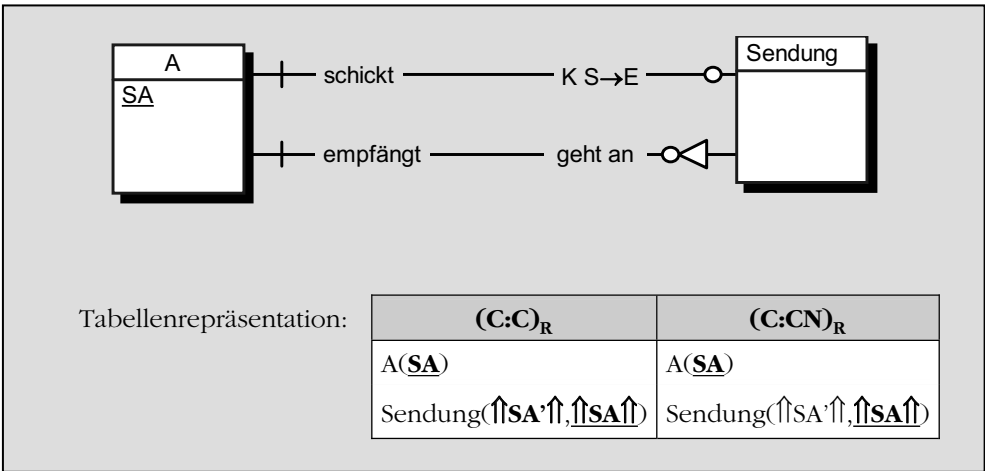 A
Sendung
SA
schickt K S→E
empfängt geht an
Tabellenrepräsentation:
(C:C)R (C:CN)R
A(SA) A(SA)
Sendung(⇑SA’⇑,⇑SA⇑) Sendung(⇑SA’⇑,⇑SA⇑)